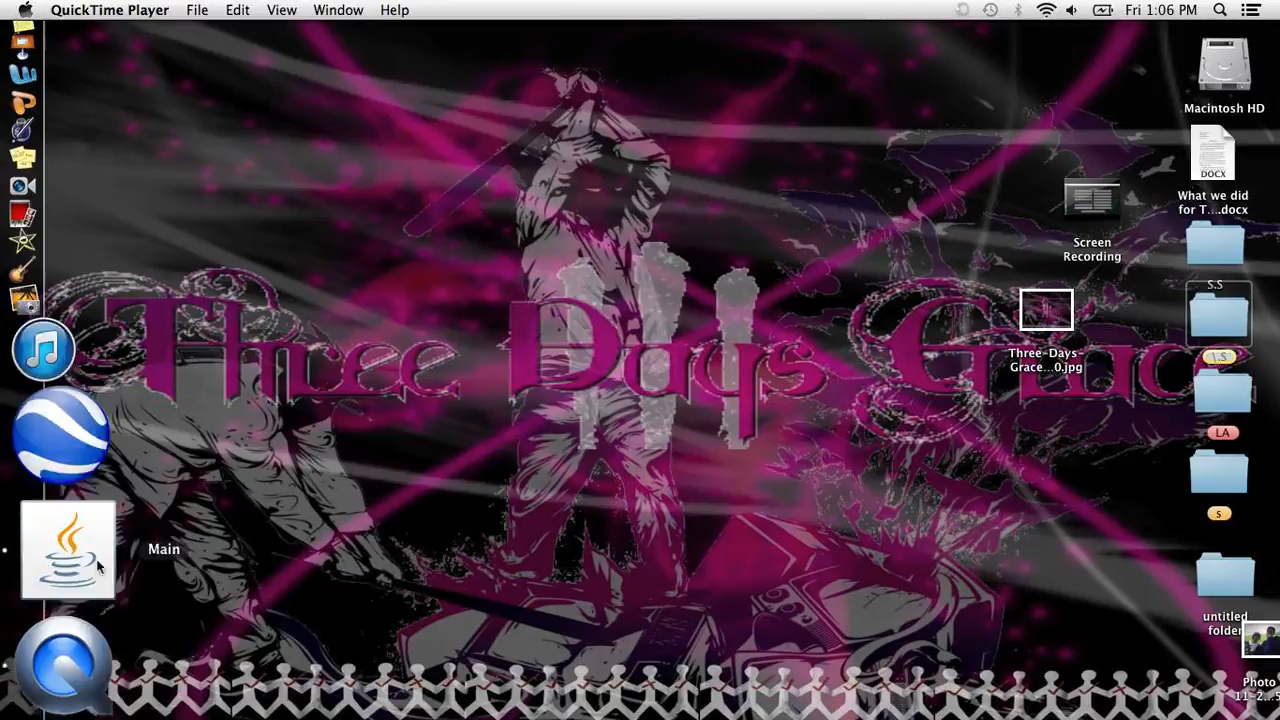 QuickTime Player File Edit View Window Help Fri 1:06 PM
Macintosh HD
DOCX
What we did
for T....docx
Screen
Recording
S.S
Three Days Grace
Three-Days-
Grace...0.jpg
\.S
LA
S
Main
untitled
folder
Photo